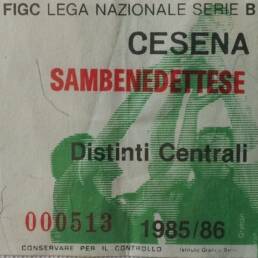 FIGC LEGA NAZIONALE SERIE B
CESENA
SAMBENEDETTESE
Distinti Centrali
000513 1985/86
CONSERVARE PER IL CONTROLLO